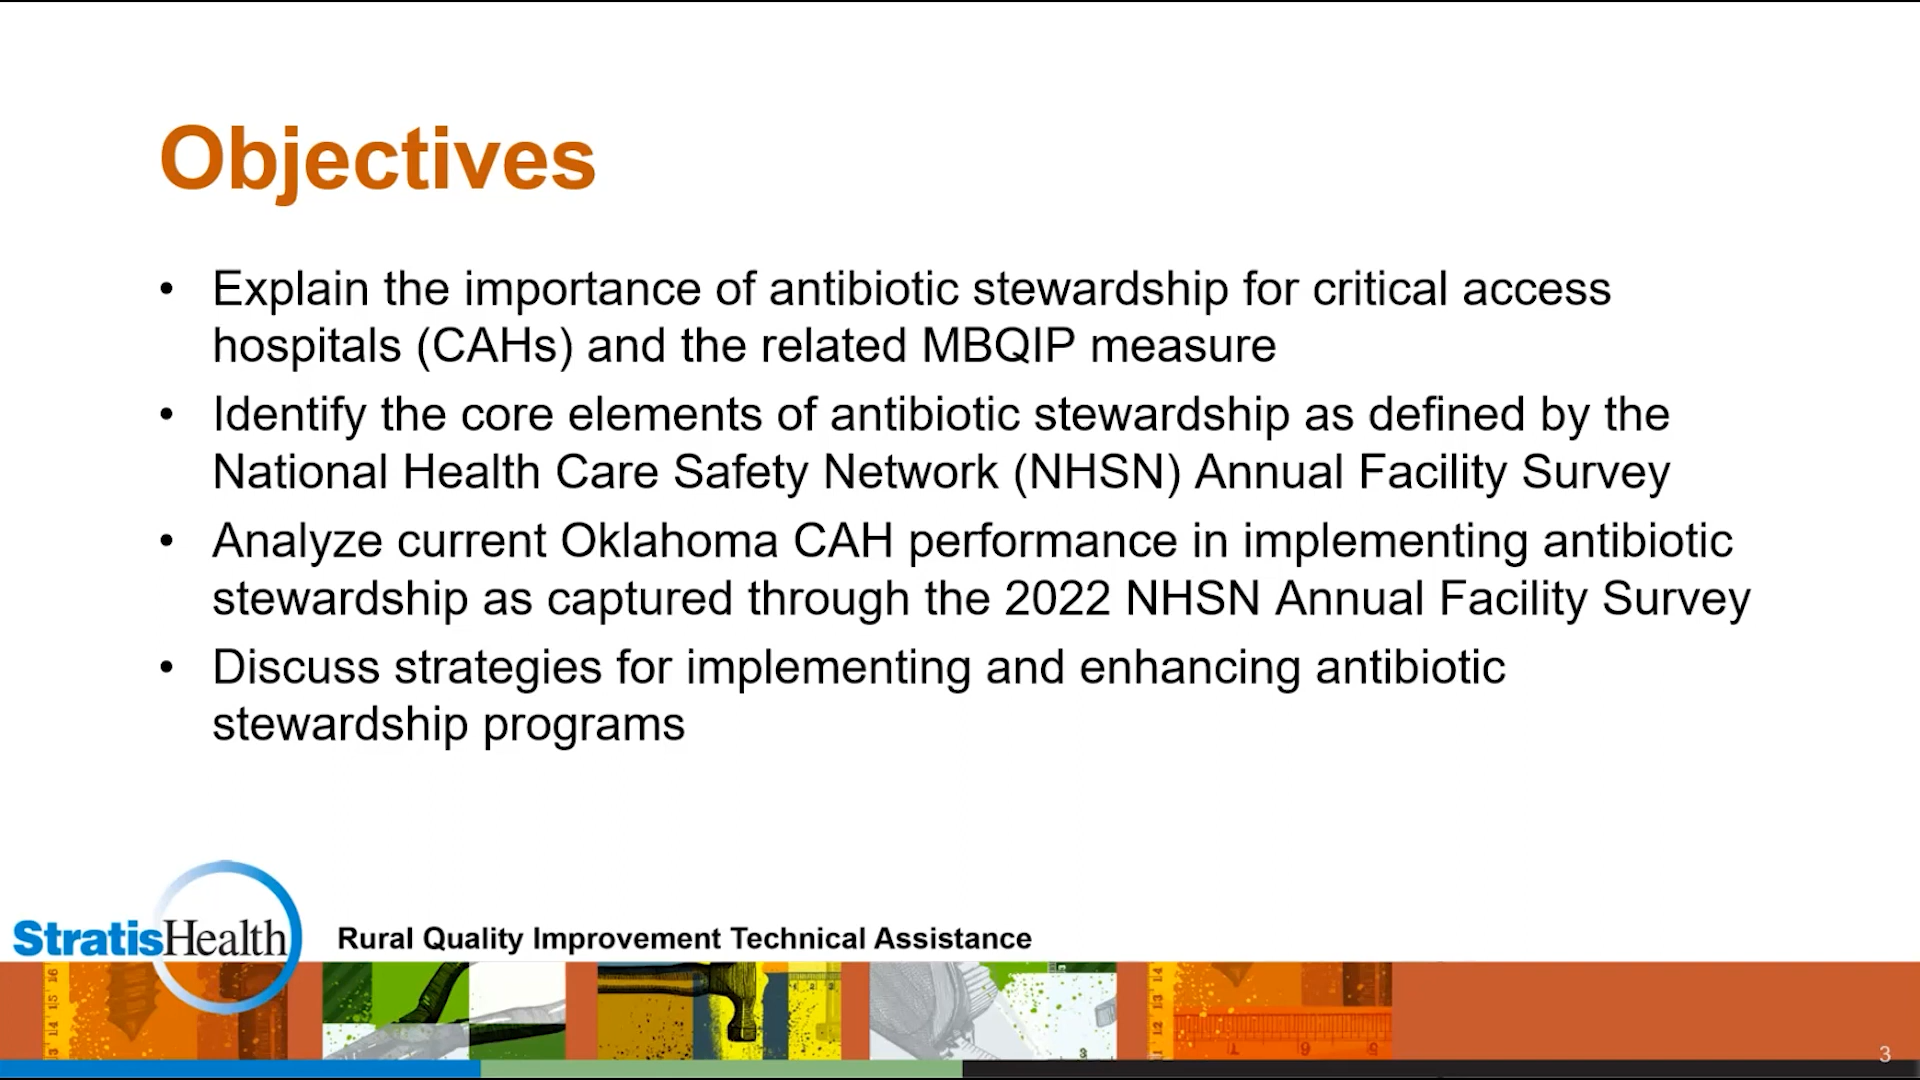 Objectives
• Explain the importance of antibiotic stewardship for critical access
hospitals (CAHs) and the related MBQIP measure
• Identify the core elements of antibiotic stewardship as defined by the
National Health Care Safety Network (NHSN) Annual Facility Survey
• Analyze current Oklahoma CAH performance in implementing antibiotic
stewardship as captured through the 2022 NHSN Annual Facility Survey
• Discuss strategies for implementing and enhancing antibiotic
stewardship programs
StratisHealth
Rural Quality Improvement Technical Assistance
3